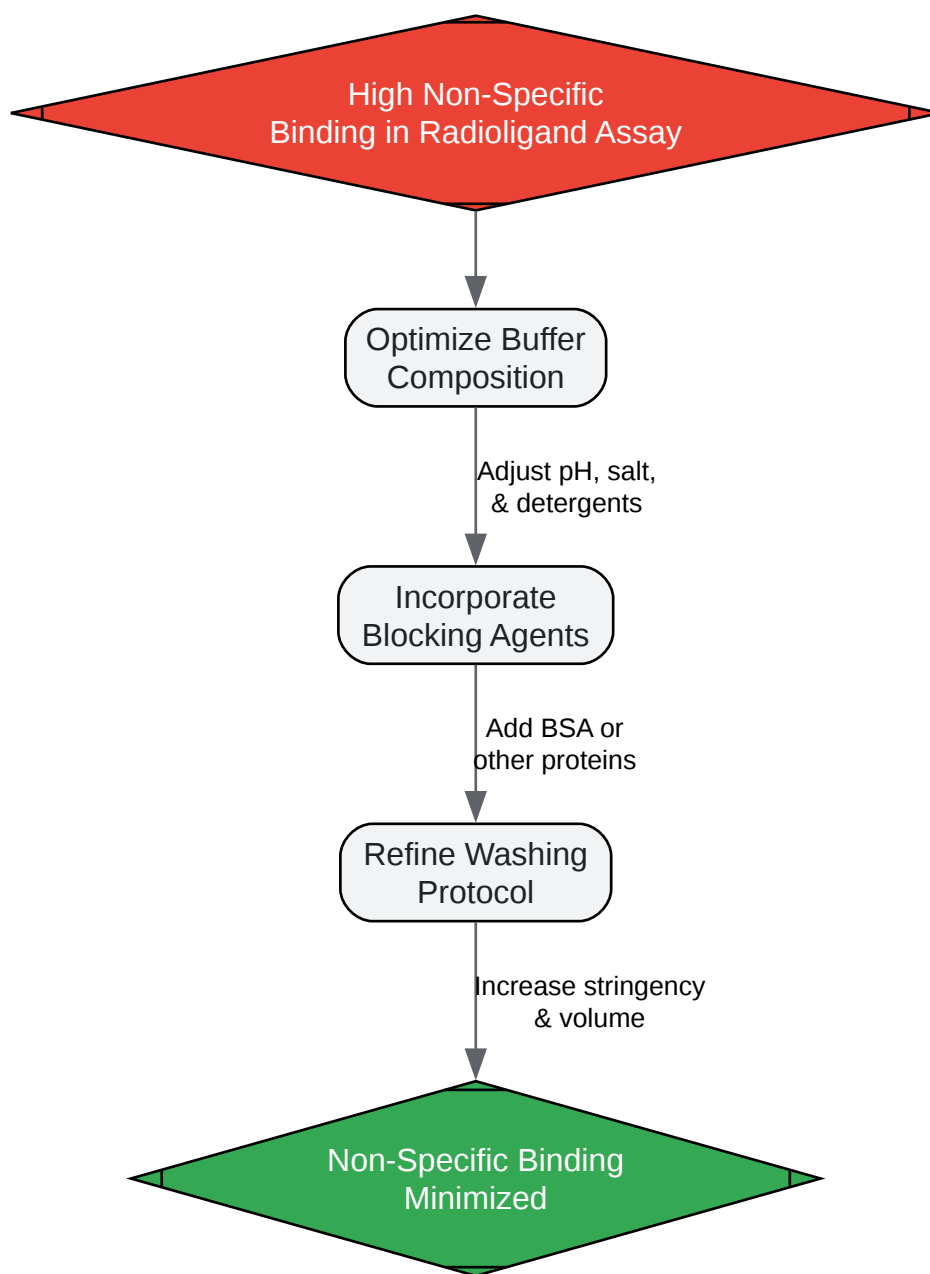 High Non-Specific
Binding in Radioligand Assay
Optimize Buffer
Composition
Adjust pH, salt,
& detergents
Incorporate
Blocking Agents
Add BSA or
other proteins
Refine Washing
Protocol
Increase stringency
& volume
Non-Specific Binding
Minimized